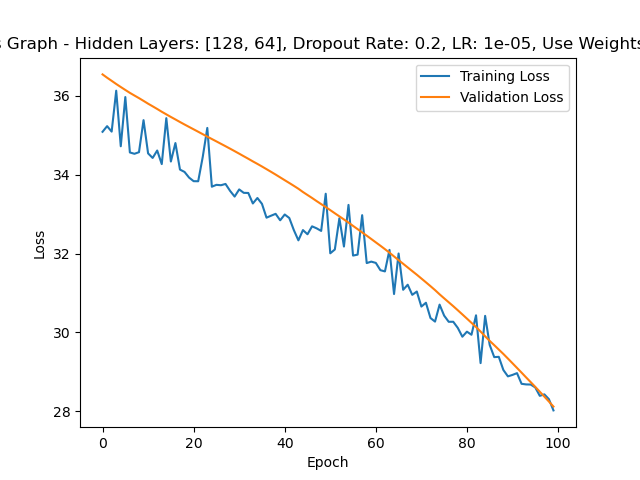 Graph - Hidden Layers: [128, 64], Dropout Rate: 0.2, LR: 1e-05, Use Weights
Training Loss
Validation Loss
36
34
32
30
28
Loss
0 20 40 60 80 100
Epoch